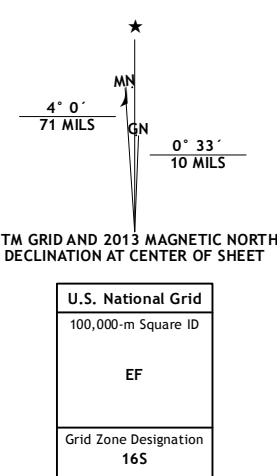 ★
MN
4° 0´
71 MILS
GN
0° 33´
10 MILS
TM GRID AND 2013 MAGNETIC NORTH
DECLINATION AT CENTER OF SHEET
U.S. National Grid
100,000-m Square ID
EF
Grid Zone Designation
16S